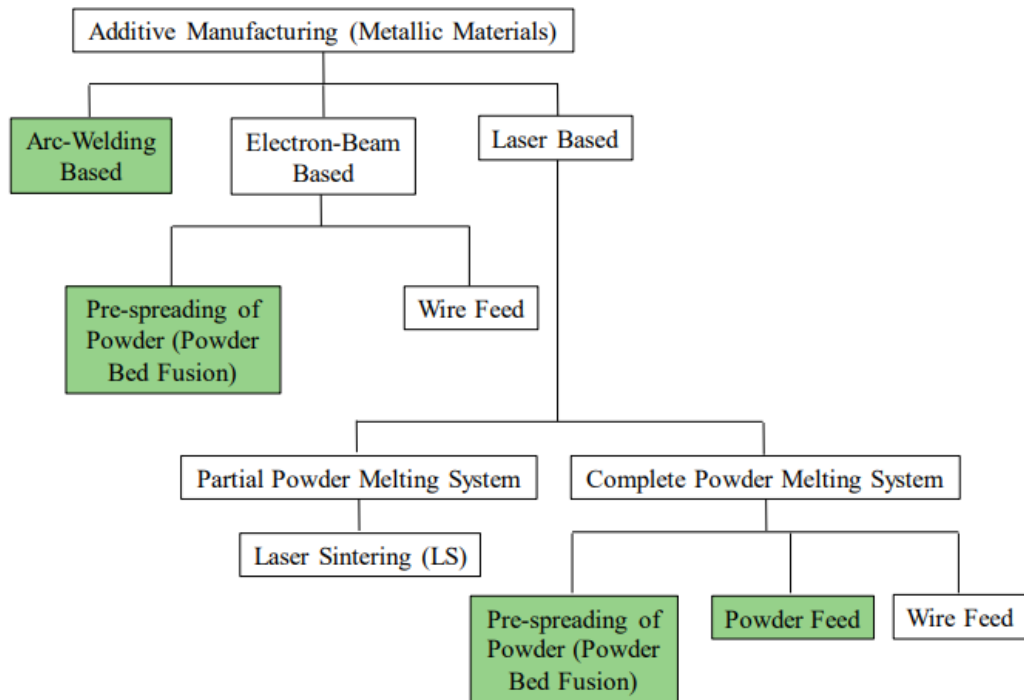 Additive Manufacturing (Metallic Materials)
Arc-Welding
Based
Electron-Beam
Based
Laser Based
Pre-spreading of
Powder (Powder
Bed Fusion)
Wire Feed
Partial Powder Melting System
Complete Powder Melting System
Laser Sintering (LS)
Pre-spreading of
Powder (Powder
Bed Fusion)
Powder Feed
Wire Feed